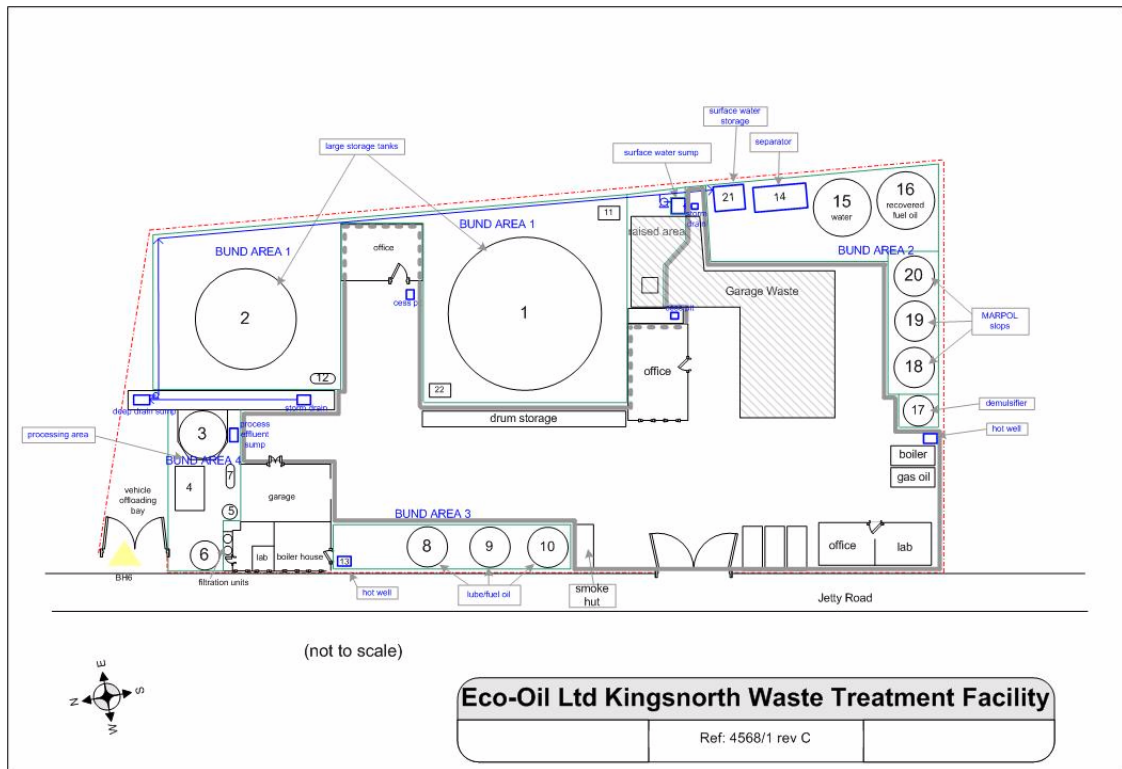 surface water
storage
separator
large storage tanks
surface water sump
21
14
15
water
16
recovered
fuel oil
11
storm
drain
BUND AREA 1
BUND AREA 1
raised area
office
BUND AREA 2
2
1
20
Garage Waste
19
MARPOL
slops
18
office
12
22
17
demulsifier
deep drain sump
storm drain
drum storage
hot well
3
process
effluent
sump
processing area
BUND AREA 4
boiler
4
7
gas oil
vehicle
offloading
bay
garage
5
BUND AREA 3
6
lab
boiler house
13
8
9
10
office
lab
BH6
filtration units
hot well
lube/fuel oil
smoke
hut
Jetty Road
(not to scale)
E
N
S
W
Eco-Oil Ltd Kingsnorth Waste Treatment Facility
Ref: 4568/1 rev C